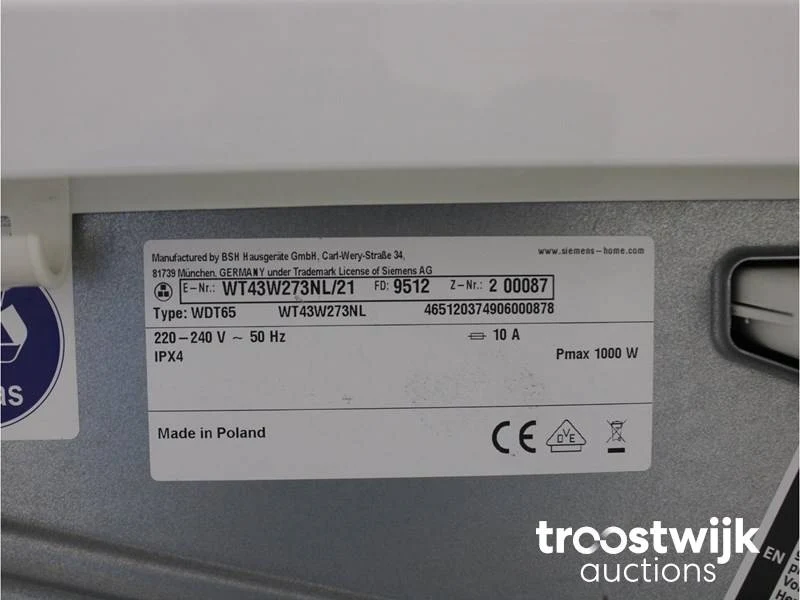 Manufactured by BSH Hausgeräte GmbH, Carl-Wery-Straße 34,
81739 München, GERMANY under Trademark License of Siemens AG
www.siemens-home.com
E-Nr.: WT43W273NL/21 FD: 9512 Z-Nr.: 2 00087
Type: WDT65 WT43W273NL 465120374906000878
220-240 V ~ 50 Hz 10 A
IPX4 Pmax 1000 W
Made in Poland
CE DVE
as
troostwijk
auctions
EN